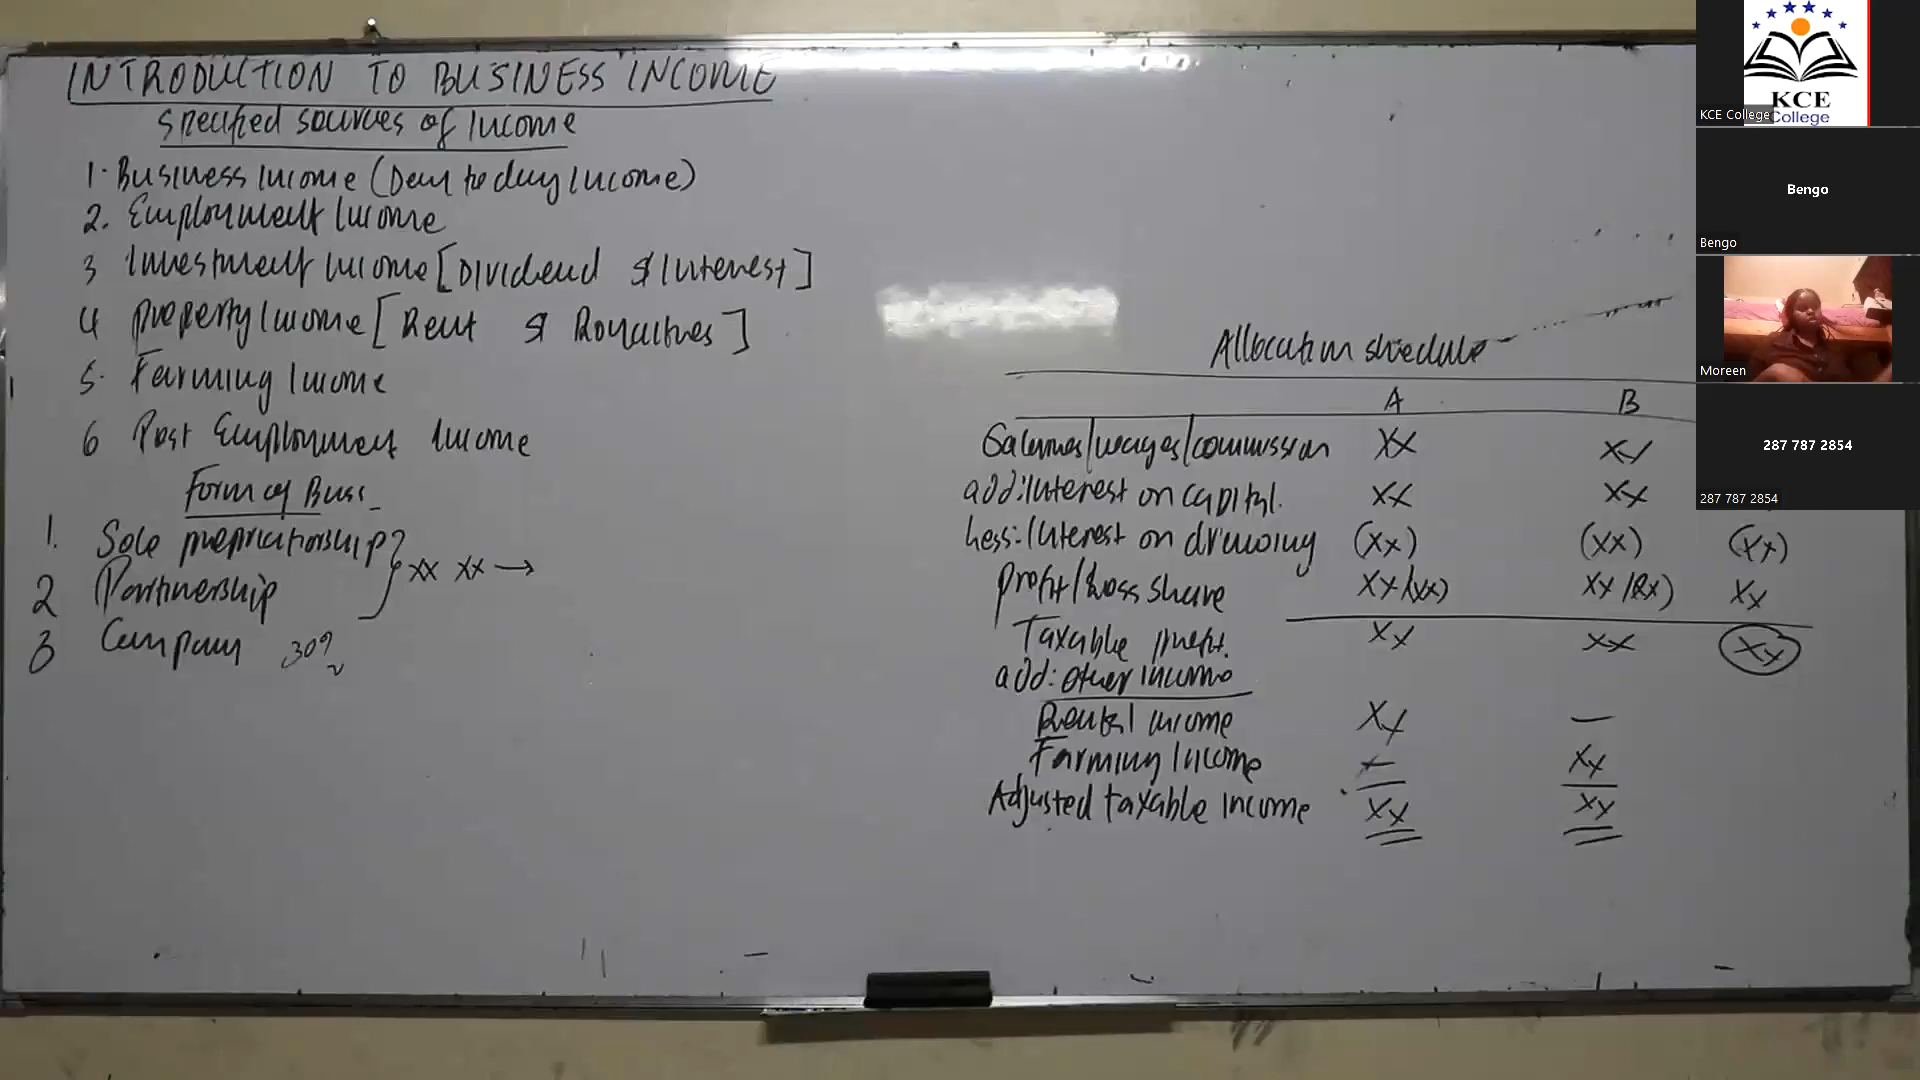 INTRODUCTION TO BUSINESS INCOME
Specified sources of Income
1. Business Income (Day to day Income)
2. Employment Income
3 Investment Income [Dividend & Interest]
4 Property Income [Rent & Royalties]
5. Farming Income
6 Post Employment Income
Form of Buss
1. Sole propriatorship
2 Partinership
xx xx →
3 Company 30%
Allocation shedule
A B
Salaries/wages/commission XX XX
add: Interest on capital. XX XX
Less: Interest on drawing (XX) (XX) (XX)
profit/Loss share XX/(XX) XX/(XX) XX
Taxable profit. XX XX XX
add: other income
Rental income XX —
Farming Income — XX
Adjusted taxable income XX XX
KCE
College
KCE College
Bengo
Bengo
Moreen
287 787 2854
287 787 2854